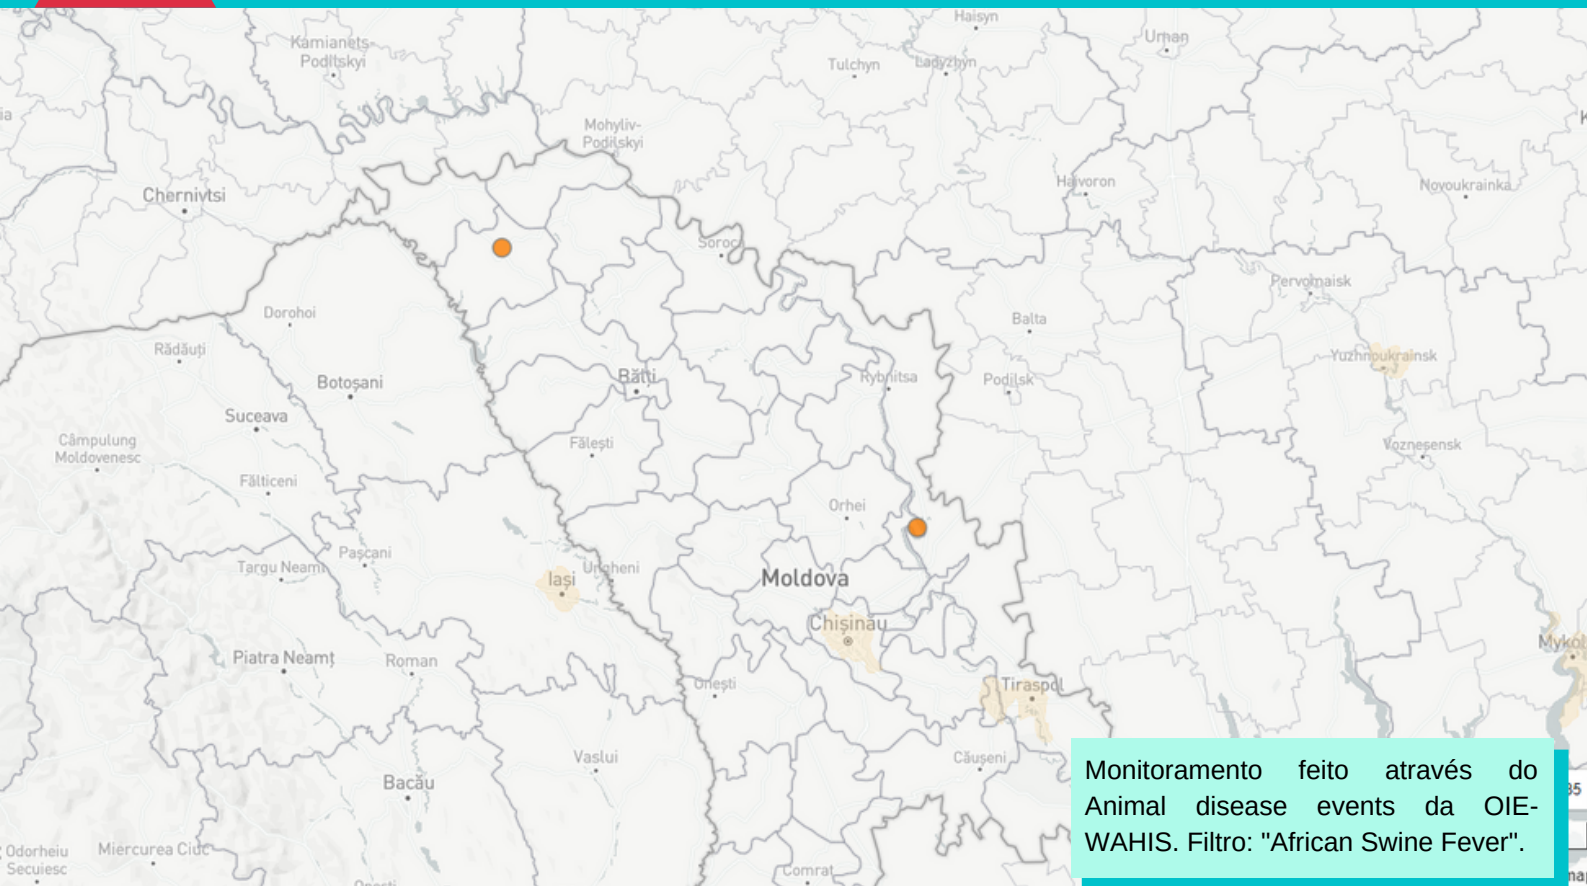 Haisyn
Kamianets-
Podilskyi
Uman
Tulchyn
Ladyzhyn
Mohyliv-
Podilskyi
Haivoron
Novoukrainka
Chernivtsi
Soroc
Pervomaisk
Dorohoi
Balta
Rădăuți
Yuzhnoukrainsk
Botoșani
Bălți
Rybnitsa
Podilsk
Suceava
Câmpulung
Moldovenesc
Fălești
Voznesensk
Fălticeni
Orhei
Pașcani
Targu Neamț
Iași
Ungheni
Moldova
Chișinău
Piatra Neamț
Roman
Onești
Tiraspol
Vaslui
Căușeni
Bacău
Monitoramento feito através do
Animal disease events da OIE-
WAHIS. Filtro: "African Swine Fever".
Odorheiu
Secuiesc
Miercurea Ciuc
Comrat